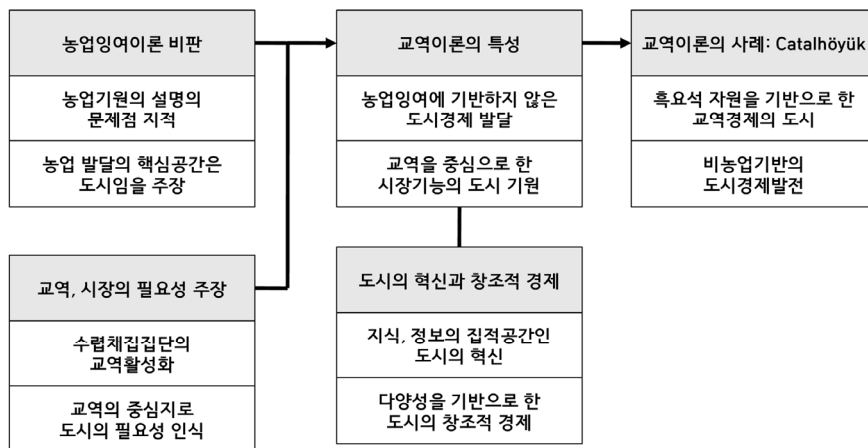 농업잉여이론 비판
농업기원의 설명의
문제점 지적
농업 발달의 핵심공간은
도시임을 주장
교역, 시장의 필요성 주장
수렵채집집단의
교역활성화
교역의 중심지로
도시의 필요성 인식
교역이론의 특성
농업잉여에 기반하지 않은
도시경제 발달
교역을 중심으로 한
시장기능의 도시 기원
도시의 혁신과 창조적 경제
지식, 정보의 집적공간인
도시의 혁신
다양성을 기반으로 한
도시의 창조적 경제
교역이론의 사례: Catalhöyük
흑요석 자원을 기반으로 한
교역경제의 도시
비농업기반의
도시경제발전